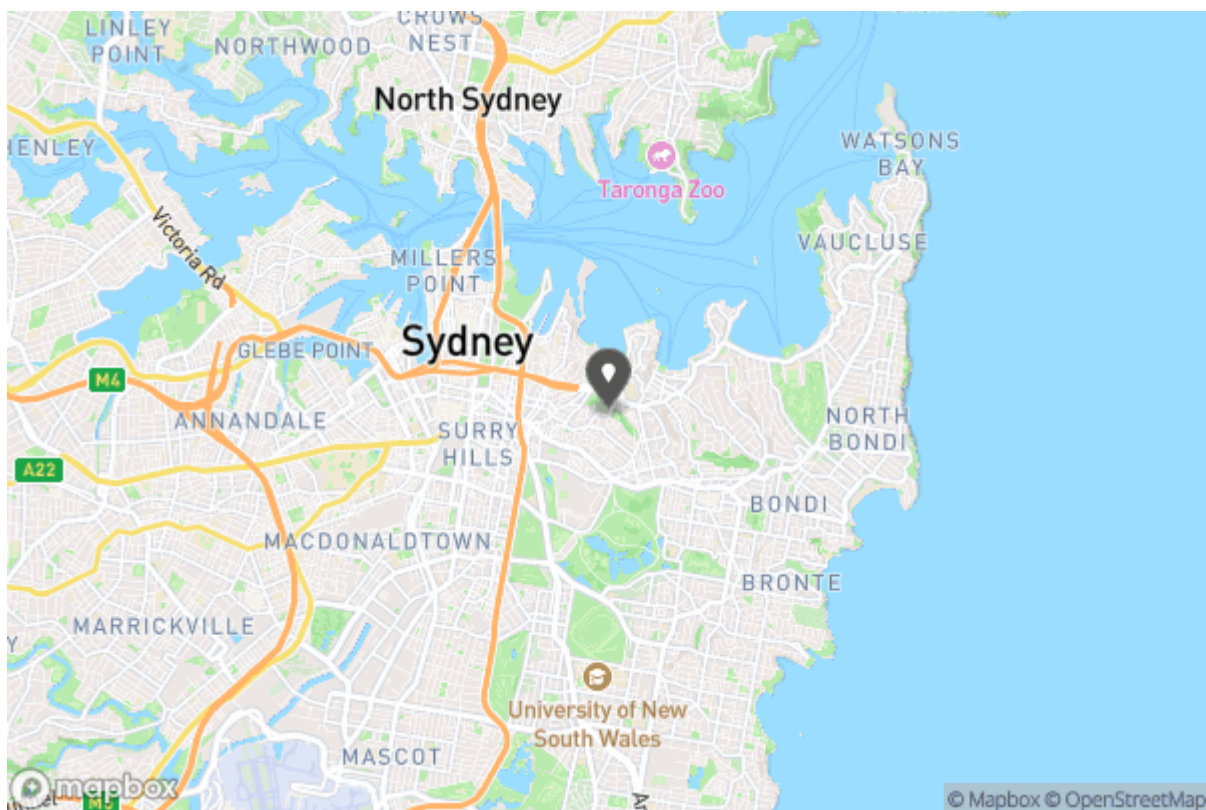 LINLEY
POINT
NORTHWOOD
CROWS
NEST
North Sydney
HENLEY
WATSONS
BAY
Taronga Zoo
Victoria Rd
VAUCLUSE
MILLERS
POINT
Sydney
GLEBE POINT
M4
ANNANDALE
SURRY
HILLS
NORTH
BONDI
A22
BONDI
MACDONALDTOWN
BRONTE
MARRICKVILLE
University of New
South Wales
MASCOT
mapbox
© Mapbox © OpenStreetMap